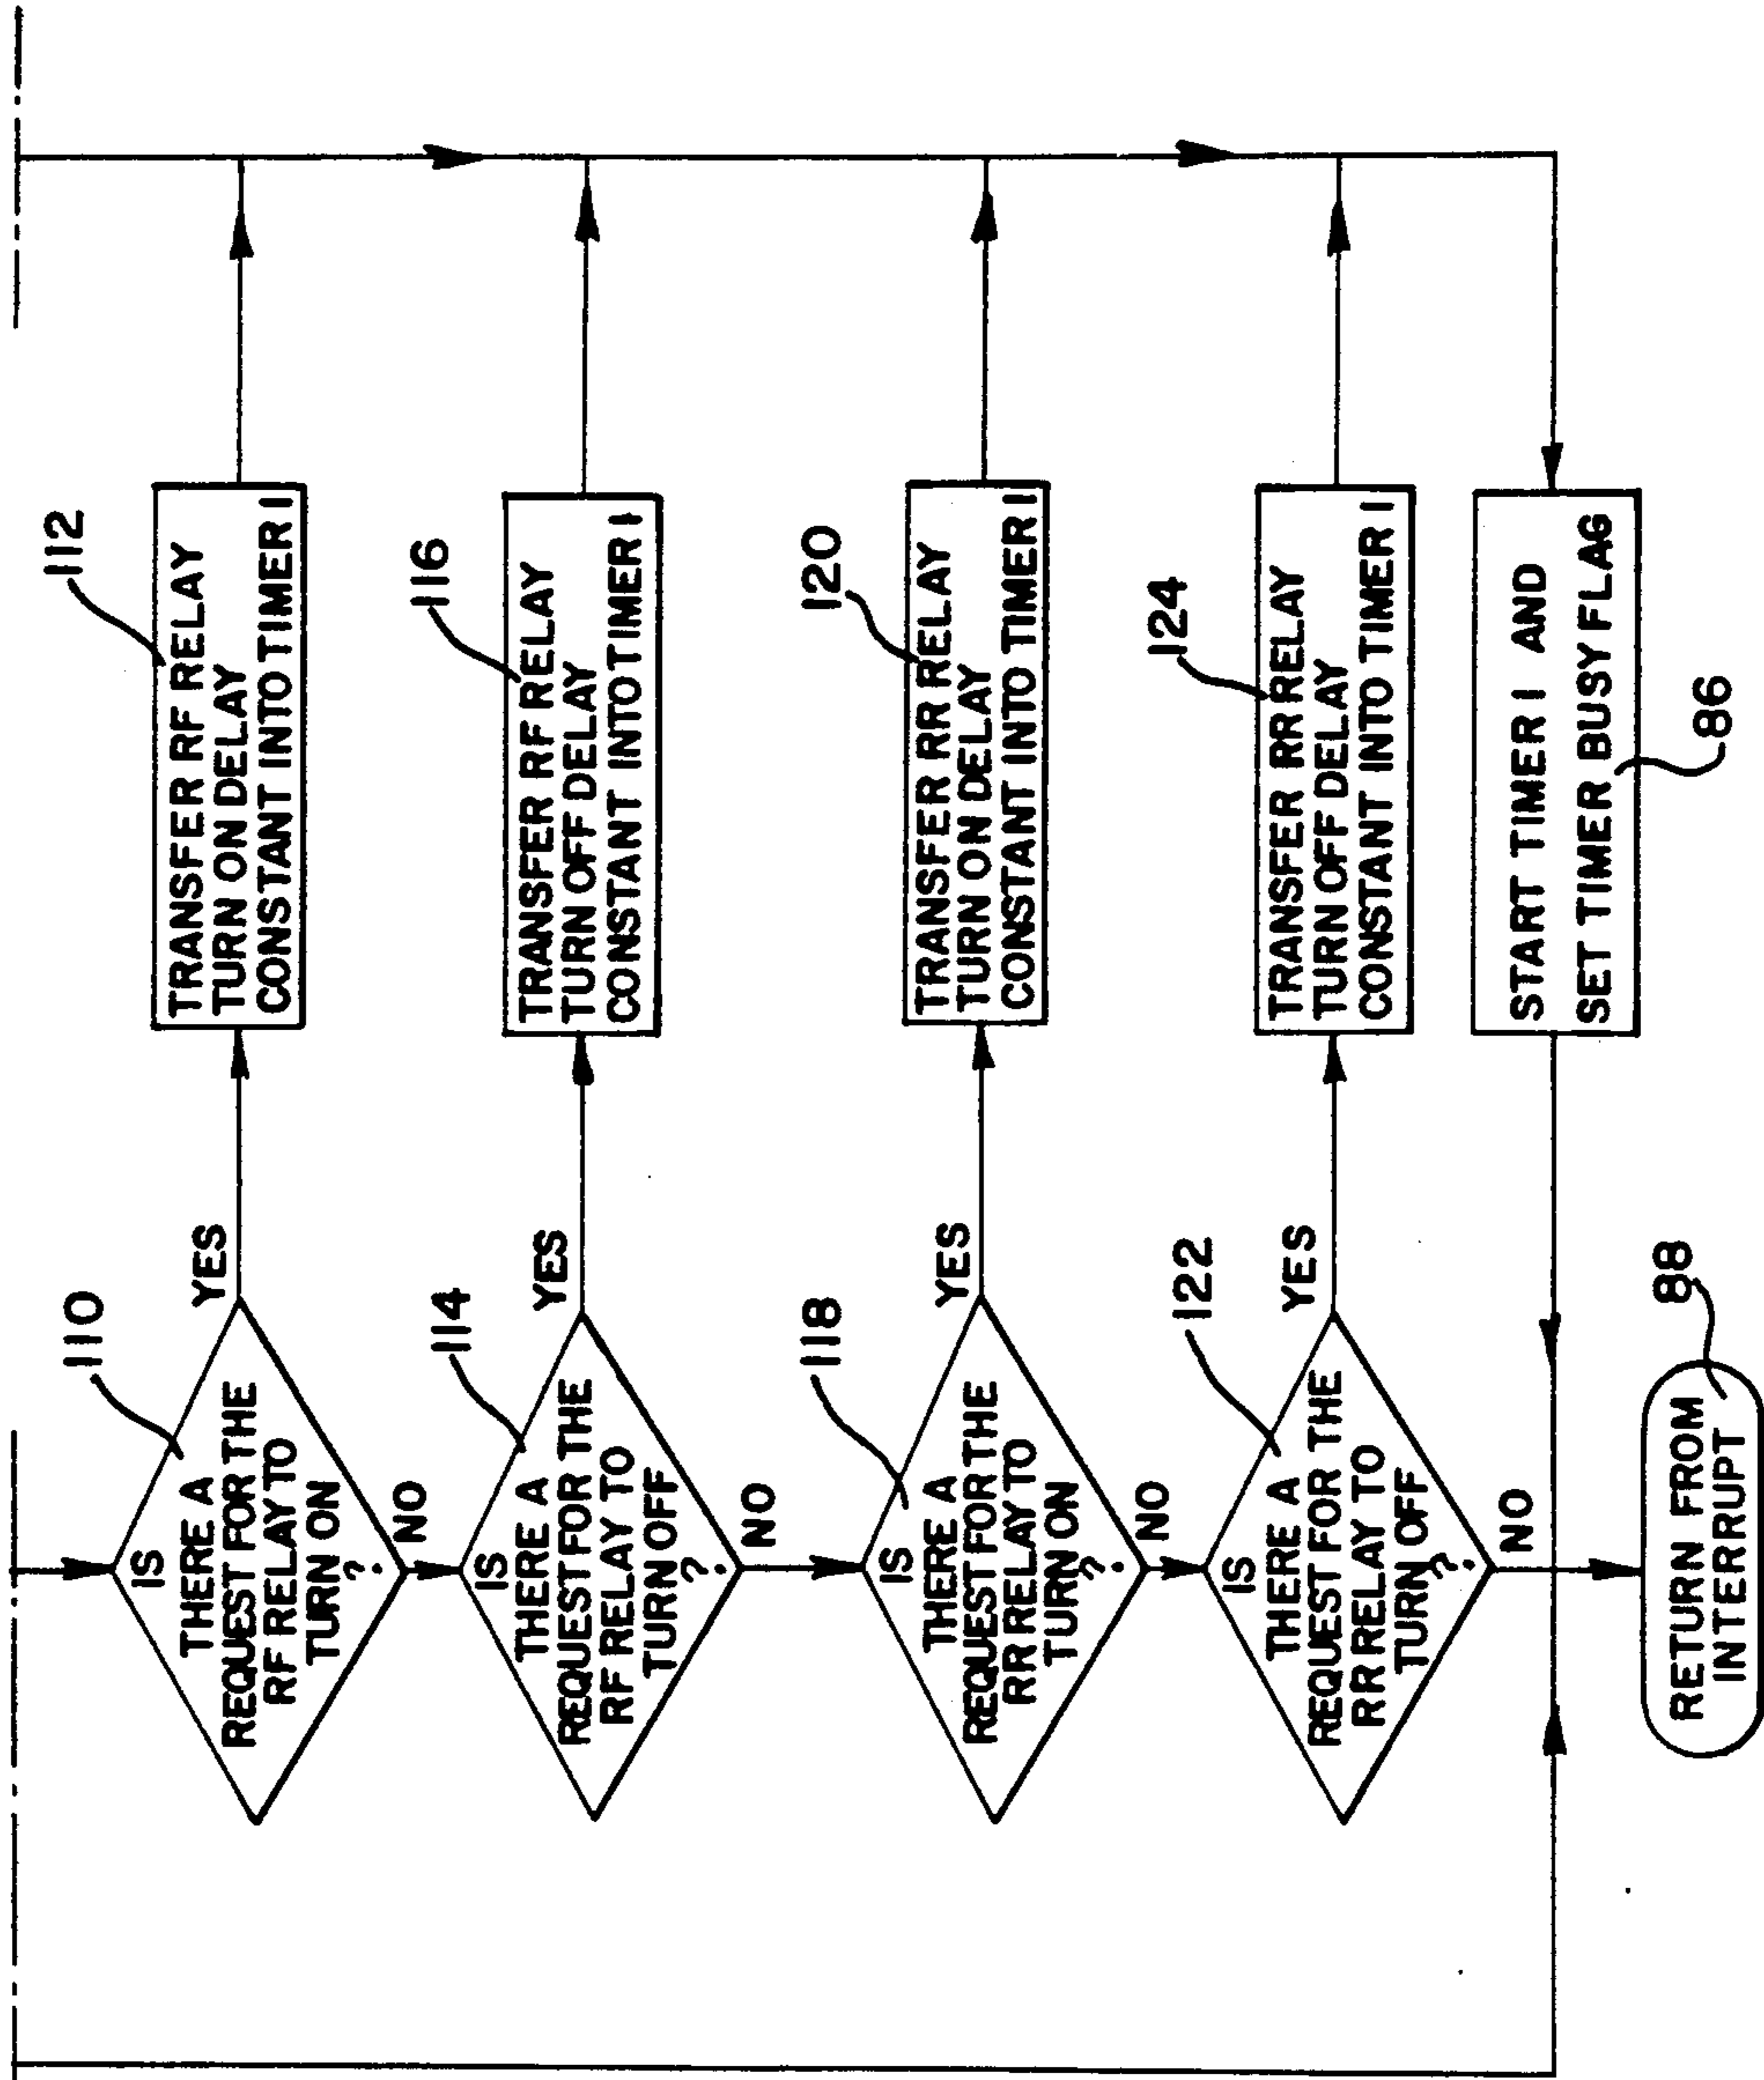 110
IS
THERE A
REQUEST FOR THE
RF RELAY TO
TURN ON
?
YES
NO
112
TRANSFER RF RELAY
TURN ON DELAY
CONSTANT INTO TIMER I
114
IS
THERE A
REQUEST FOR THE
RF RELAY TO
TURN OFF
?
YES
NO
116
TRANSFER RF RELAY
TURN OFF DELAY
CONSTANT INTO TIMER I
118
IS
THERE A
REQUEST FOR THE
RR RELAY TO
TURN ON
?
YES
NO
120
TRANSFER RR RELAY
TURN ON DELAY
CONSTANT INTO TIMER I
122
IS
THERE A
REQUEST FOR THE
RR RELAY TO
TURN OFF
?
YES
NO
124
TRANSFER RR RELAY
TURN OFF DELAY
CONSTANT INTO TIMER I
START TIMER I AND
SET TIMER BUSY FLAG
86
RETURN FROM
INTERRUPT
88